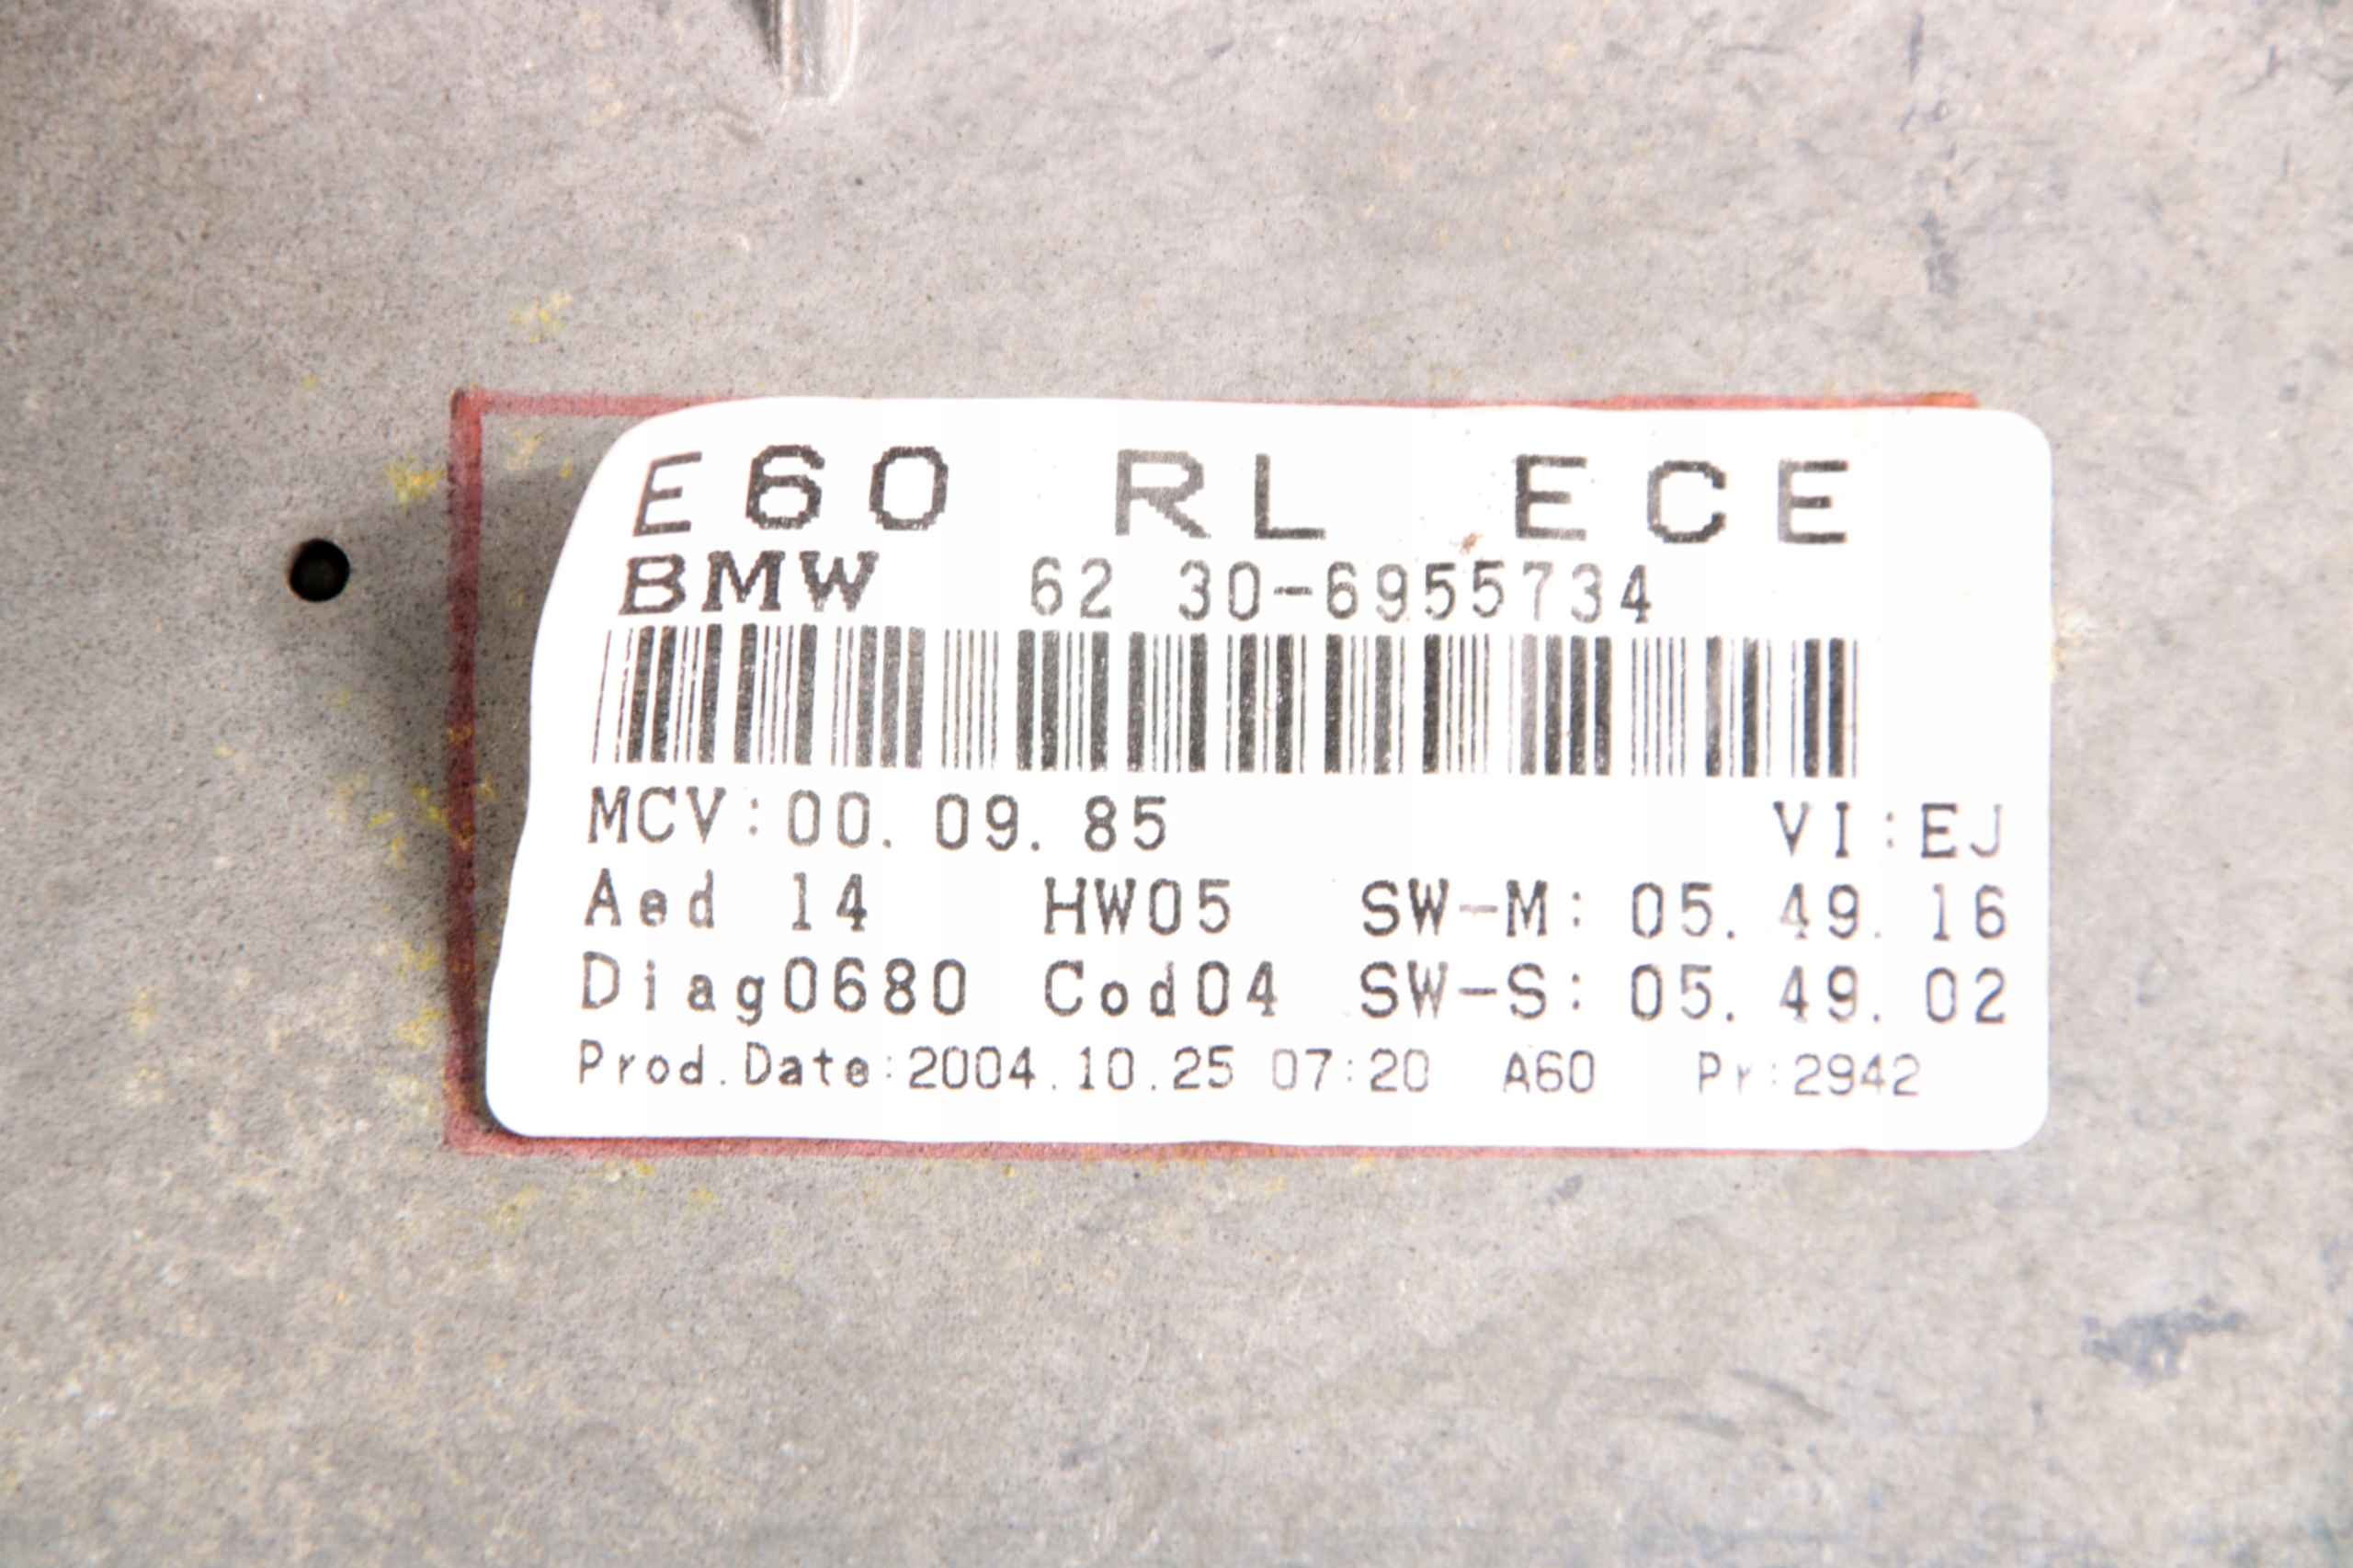 E60 RL ECE
BMW 62 30-6955734
MCV:00.09.85 VI:EJ
Aed 14 HW05 SW-M: 05.49.16
Diag0680 Cod04 SW-S: 05.49.02
Prod.Date:2004.10.25 07:20 A60 Pr:2942